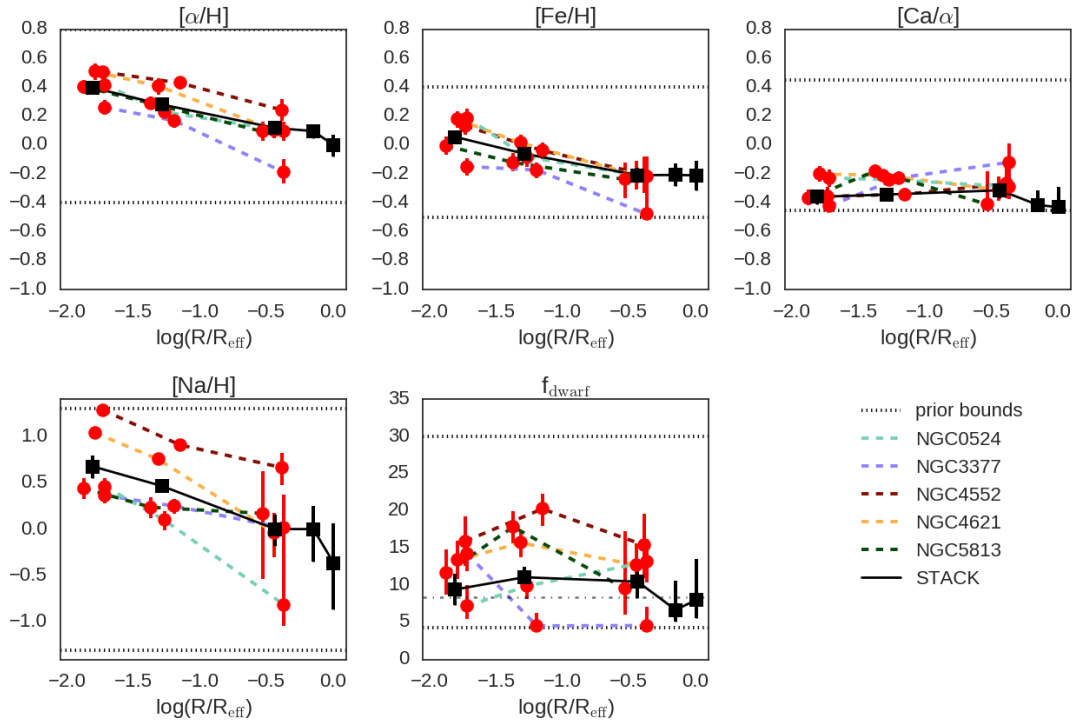 [α/H]
0.8
0.6
0.4
0.2
0.0
−0.2
−0.4
−0.6
−0.8
−1.0
−2.0 −1.5 −1.0 −0.5 0.0
log(R/Reff)
[Fe/H]
0.8
0.6
0.4
0.2
0.0
−0.2
−0.4
−0.6
−0.8
−1.0
−2.0 −1.5 −1.0 −0.5 0.0
log(R/Reff)
[Ca/α]
0.8
0.6
0.4
0.2
0.0
−0.2
−0.4
−0.6
−0.8
−1.0
−2.0 −1.5 −1.0 −0.5 0.0
log(R/Reff)
[Na/H]
1.0
0.5
0.0
−0.5
−1.0
−2.0 −1.5 −1.0 −0.5 0.0
log(R/Reff)
fdwarf
35
30
25
20
15
10
5
0
−2.0 −1.5 −1.0 −0.5 0.0
log(R/Reff)
prior bounds
NGC0524
NGC3377
NGC4552
NGC4621
NGC5813
STACK